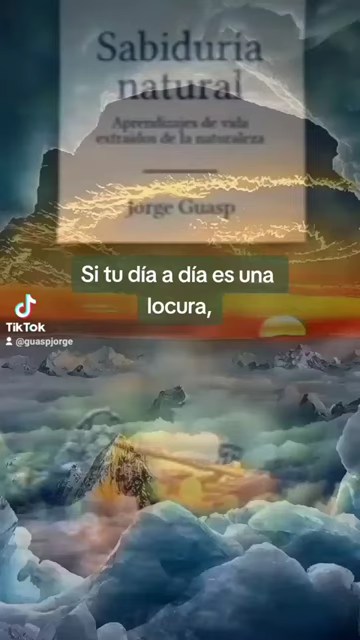 Sabiduría
natural
Aprendizajes de vida
extraídos de la naturaleza
jorge Guasp
Si tu día a día es una
locura,
TikTok
@guaspjorge